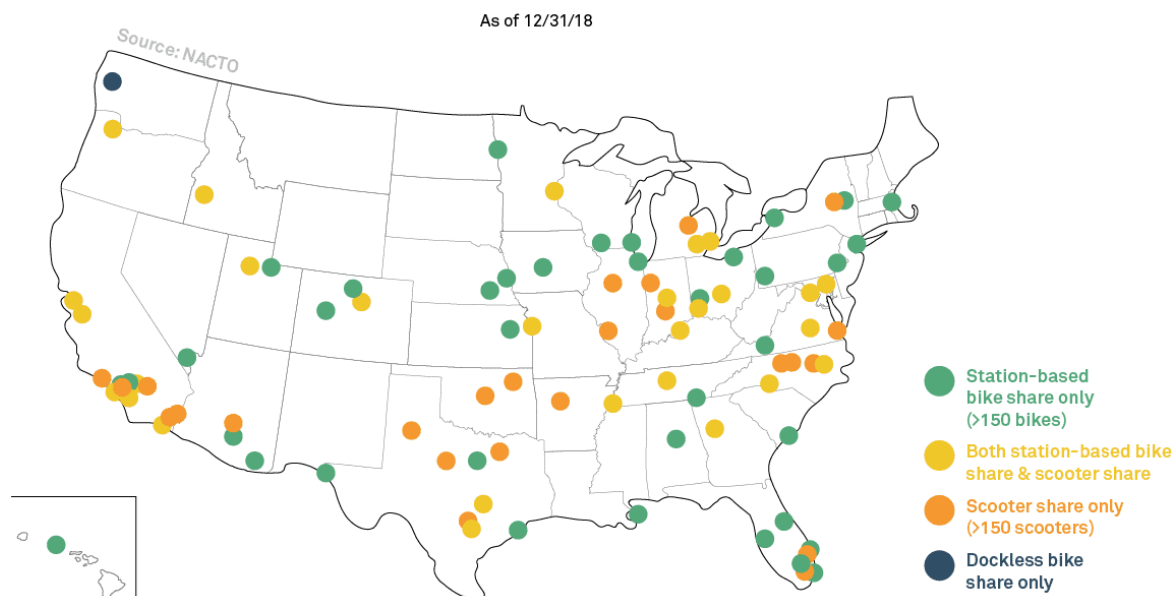 As of 12/31/18
Source: NACTO
Station-based
bike share only
(>150 bikes)
Both station-based bike
share & scooter share
Scooter share only
(>150 scooters)
Dockless bike
share only